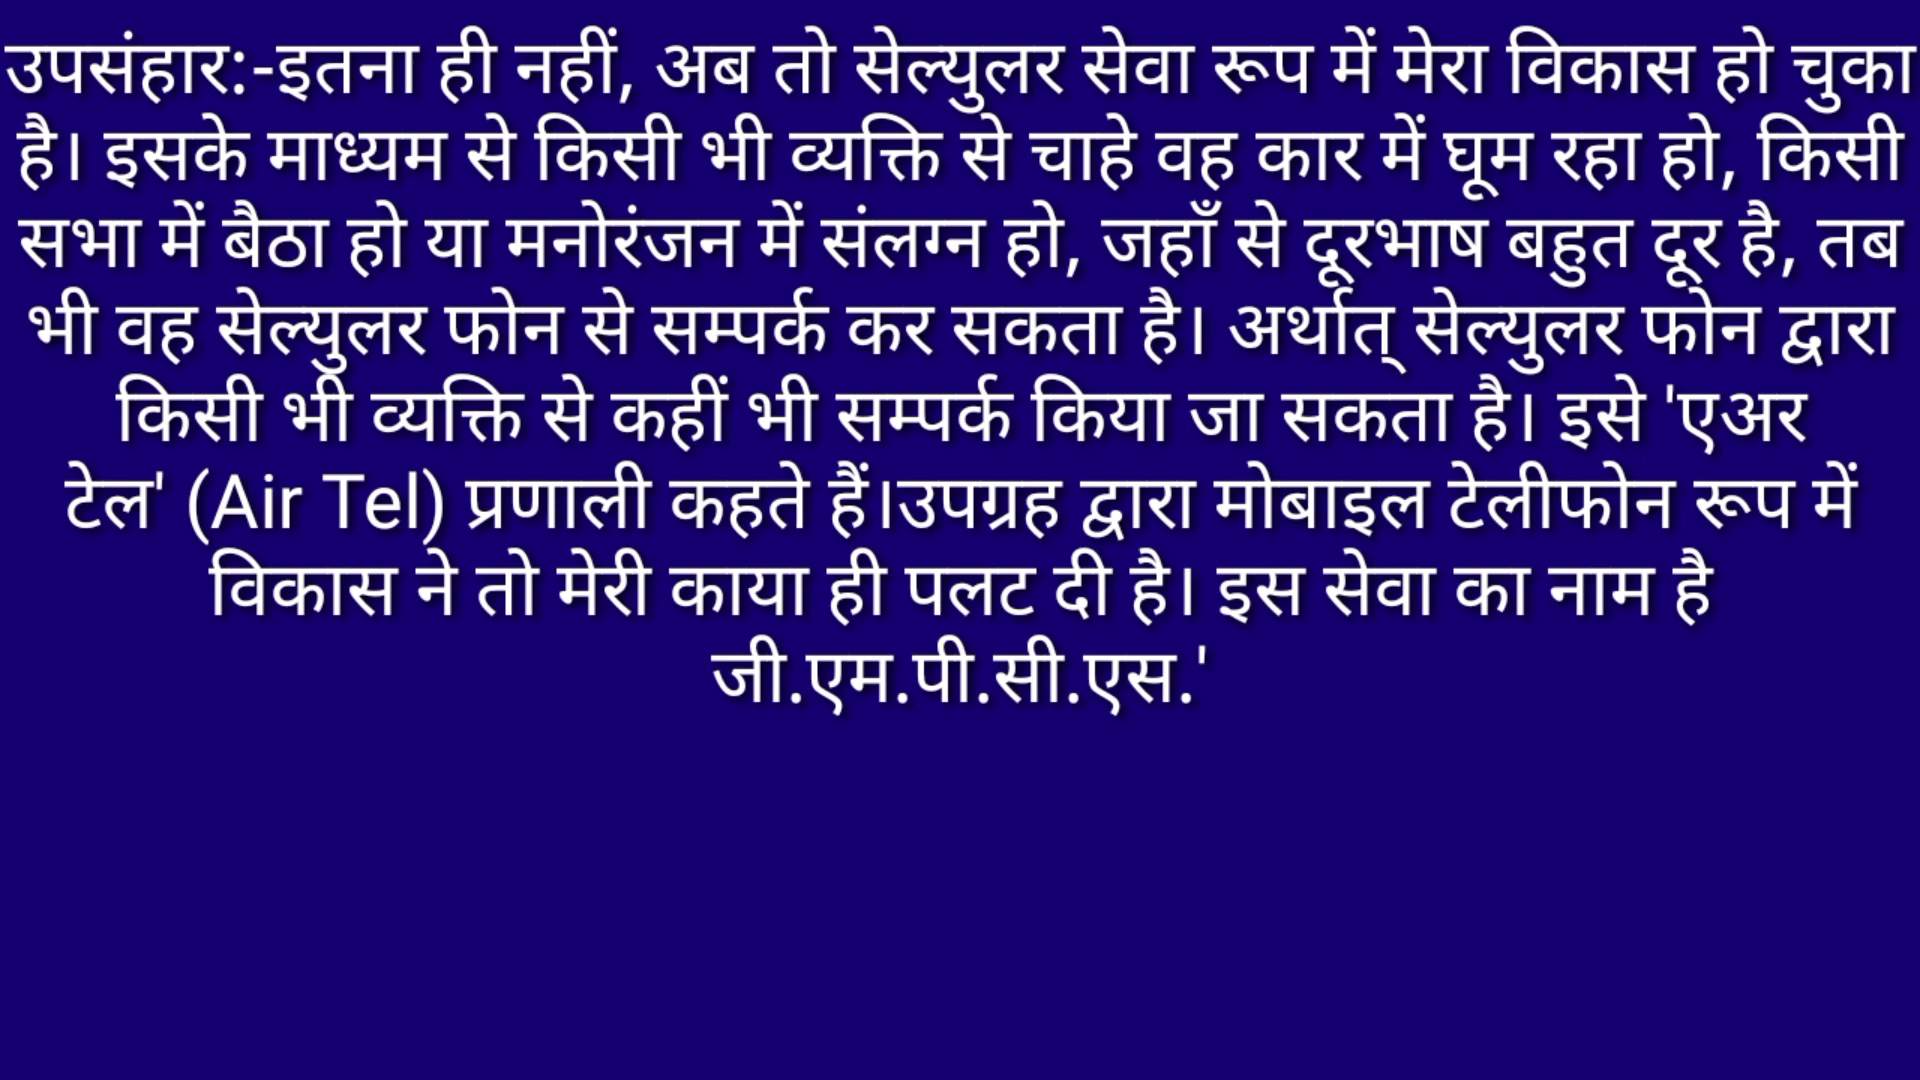 उपसंहार:-इतना ही नहीं, अब तो सेल्युलर सेवा रूप में मेरा विकास हो चुका
है। इसके माध्यम से किसी भी व्यक्ति से चाहे वह कार में घूम रहा हो, किसी
सभा में बैठा हो या मनोरंजन में संलग्न हो, जहाँ से दूरभाष बहुत दूर है, तब
भी वह सेल्युलर फोन से सम्पर्क कर सकता है। अर्थात् सेल्युलर फोन द्वारा
किसी भी व्यक्ति से कहीं भी सम्पर्क किया जा सकता है। इसे 'एअर
टेल' (Air Tel) प्रणाली कहते हैं।उपग्रह द्वारा मोबाइल टेलीफोन रूप में
विकास ने तो मेरी काया ही पलट दी है। इस सेवा का नाम है
जी.एम.पी.सी.एस.'